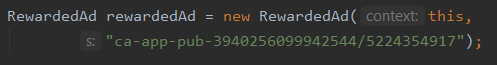 RewardedAd rewardedAd = new RewardedAd( context: this,
s: "ca-app-pub-3940256099942544/5224354917");